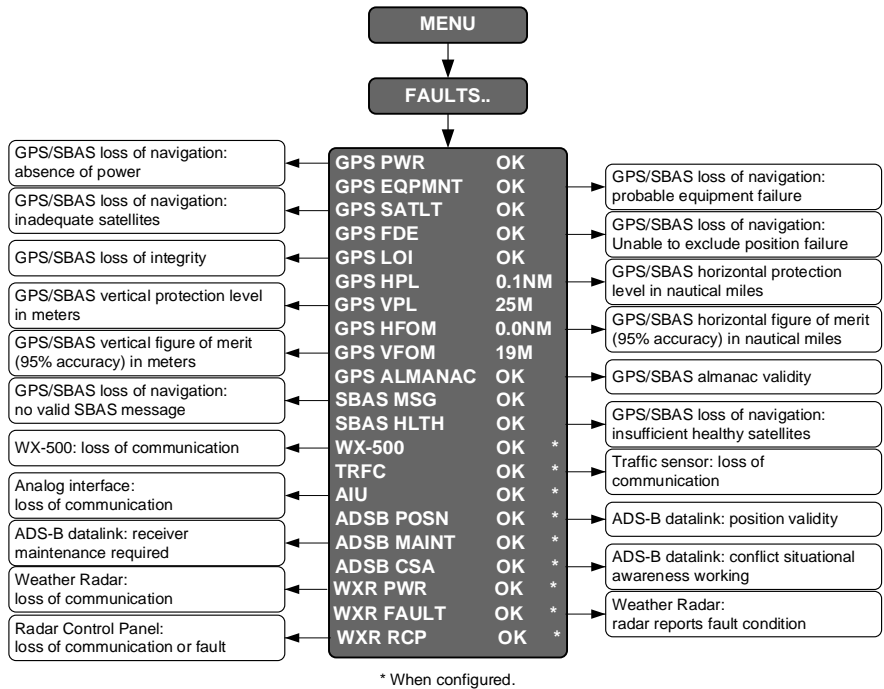 MENU
FAULTS..
GPS/SBAS loss of navigation:
absence of power
GPS/SBAS loss of navigation:
inadequate satellites
GPS/SBAS loss of integrity
GPS/SBAS vertical protection level
in meters
GPS/SBAS vertical figure of merit
(95% accuracy) in meters
GPS/SBAS loss of navigation:
no valid SBAS message
WX-500: loss of communication
Analog interface:
loss of communication
ADS-B datalink: receiver
maintenance required
Weather Radar:
loss of communication
Radar Control Panel:
loss of communication or fault
GPS PWR OK
GPS EQPMNT OK
GPS SATLT OK
GPS FDE OK
GPS LOI OK
GPS HPL 0.1NM
GPS VPL 25M
GPS HFOM 0.0NM
GPS VFOM 19M
GPS ALMANAC OK
SBAS MSG OK
SBAS HLTH OK
WX-500 OK *
TRFC OK *
AIU OK *
ADSB POSN OK *
ADSB MAINT OK *
ADSB CSA OK *
WXR PWR OK *
WXR FAULT OK *
WXR RCP OK *
GPS/SBAS loss of navigation:
probable equipment failure
GPS/SBAS loss of navigation:
Unable to exclude position failure
GPS/SBAS horizontal protection
level in nautical miles
GPS/SBAS horizontal figure of merit
(95% accuracy) in nautical miles
GPS/SBAS almanac validity
GPS/SBAS loss of navigation:
insufficient healthy satellites
Traffic sensor: loss of
communication
ADS-B datalink: position validity
ADS-B datalink: conflict situational
awareness working
Weather Radar:
radar reports fault condition
* When configured.